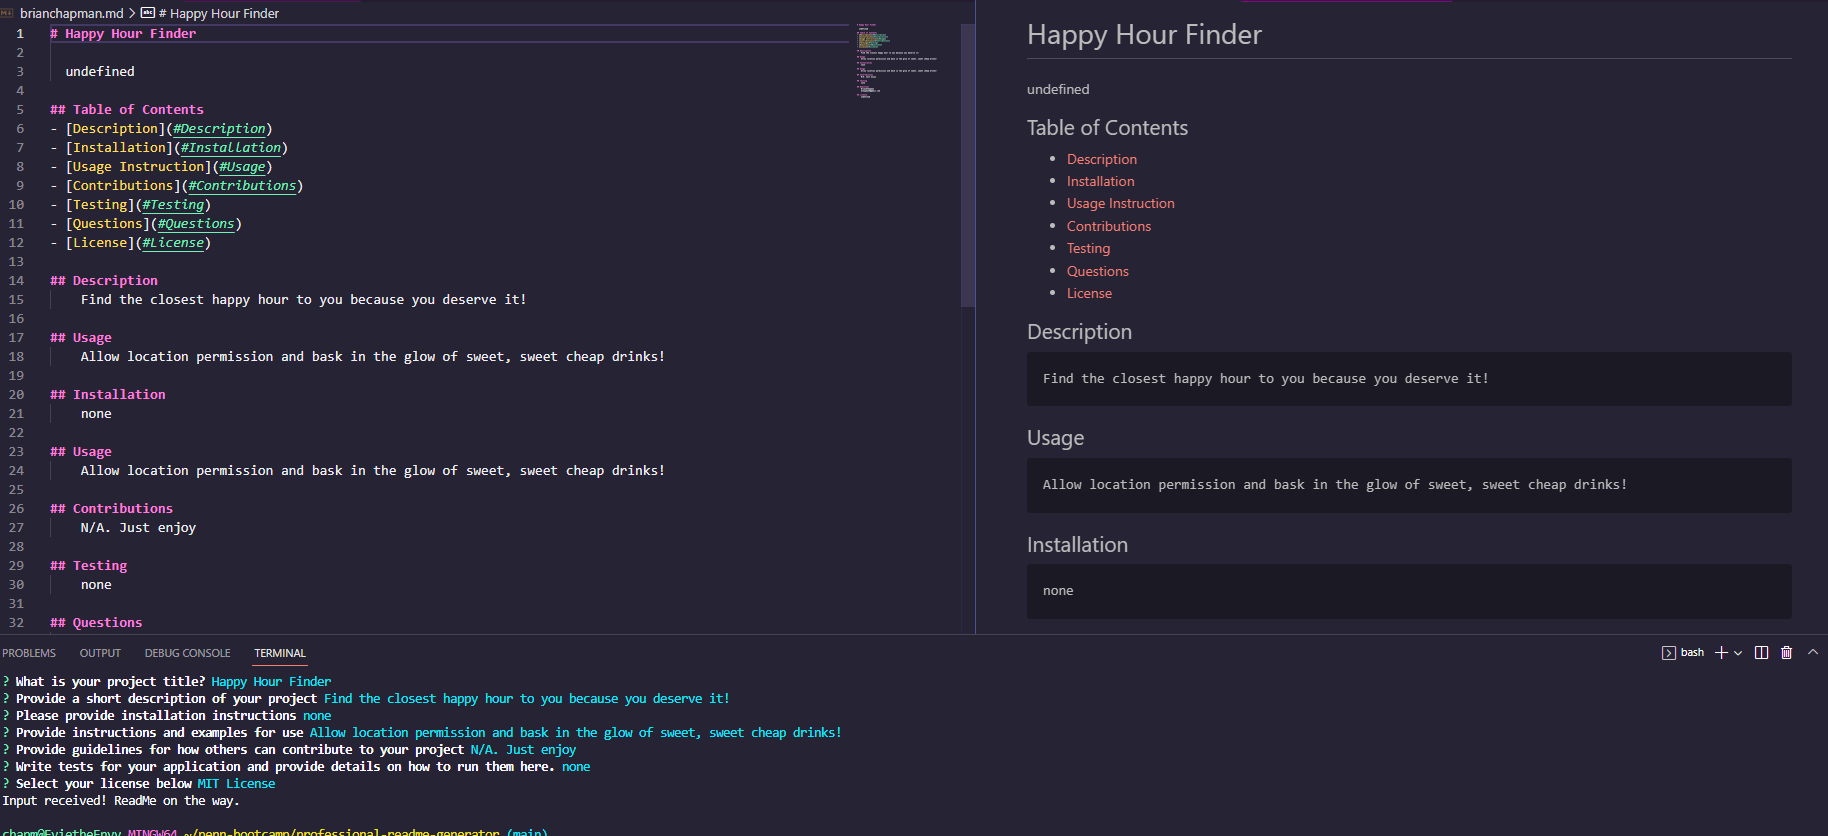 brianchapman.md > # Happy Hour Finder
1 # Happy Hour Finder
2
3 undefined
4
5 ## Table of Contents
6 - [Description](#Description)
7 - [Installation](#Installation)
8 - [Usage Instruction](#Usage)
9 - [Contributions](#Contributions)
10 - [Testing](#Testing)
11 - [Questions](#Questions)
12 - [License](#License)
13
14 ## Description
15 Find the closest happy hour to you because you deserve it!
16
17 ## Usage
18 Allow location permission and bask in the glow of sweet, sweet cheap drinks!
19
20 ## Installation
21 none
22
23 ## Usage
24 Allow location permission and bask in the glow of sweet, sweet cheap drinks!
25
26 ## Contributions
27 N/A. Just enjoy
28
29 ## Testing
30 none
31
32 ## Questions
Happy Hour Finder
undefined
Table of Contents
• Description
• Installation
• Usage Instruction
• Contributions
• Testing
• Questions
• License
Description
Find the closest happy hour to you because you deserve it!
Usage
Allow location permission and bask in the glow of sweet, sweet cheap drinks!
Installation
none
PROBLEMS OUTPUT DEBUG CONSOLE TERMINAL bash
? What is your project title? Happy Hour Finder
? Provide a short description of your project Find the closest happy hour to you because you deserve it!
? Please provide installation instructions none
? Provide instructions and examples for use Allow location permission and bask in the glow of sweet, sweet cheap drinks!
? Provide guidelines for how others can contribute to your project N/A. Just enjoy
? Write tests for your application and provide details on how to run them here. none
? Select your license below MIT License
Input received! ReadMe on the way.
chapm@EvietheEnvy MINGW64 ~/penn-bootcamp/professional-readme-generator (main)